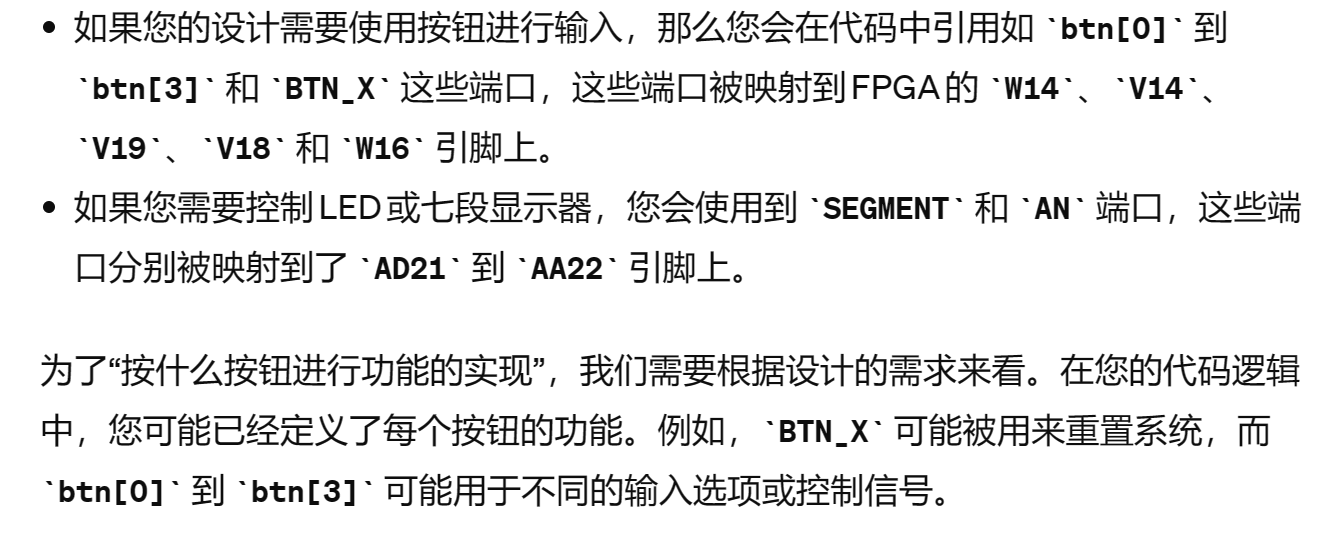 • 如果您的设计需要使用按钮进行输入，那么您会在代码中引用如 `btn[0]` 到
`btn[3]` 和 `BTN_X` 这些端口，这些端口被映射到FPGA的 `W14`、 `V14`、
`V19`、 `V18` 和 `W16` 引脚上。
• 如果您需要控制LED或七段显示器，您会使用到 `SEGMENT` 和 `AN` 端口，这些端
口分别被映射到了 `AD21` 到 `AA22` 引脚上。
为了“按什么按钮进行功能的实现”，我们需要根据设计的需求来看。在您的代码逻辑
中，您可能已经定义了每个按钮的功能。例如， `BTN_X` 可能被用来重置系统，而
`btn[0]` 到 `btn[3]` 可能用于不同的输入选项或控制信号。